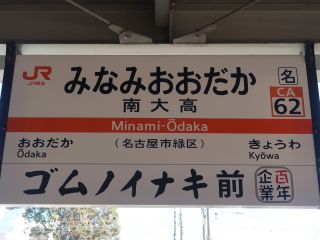 JR
JR東海
みなみおおだか
南大高
名
CA
62
Minami-Ōdaka
おおだか
Ōdaka
(名古屋市緑区)
きょうわ
Kyōwa
ゴムノイナキ前
百年
企業